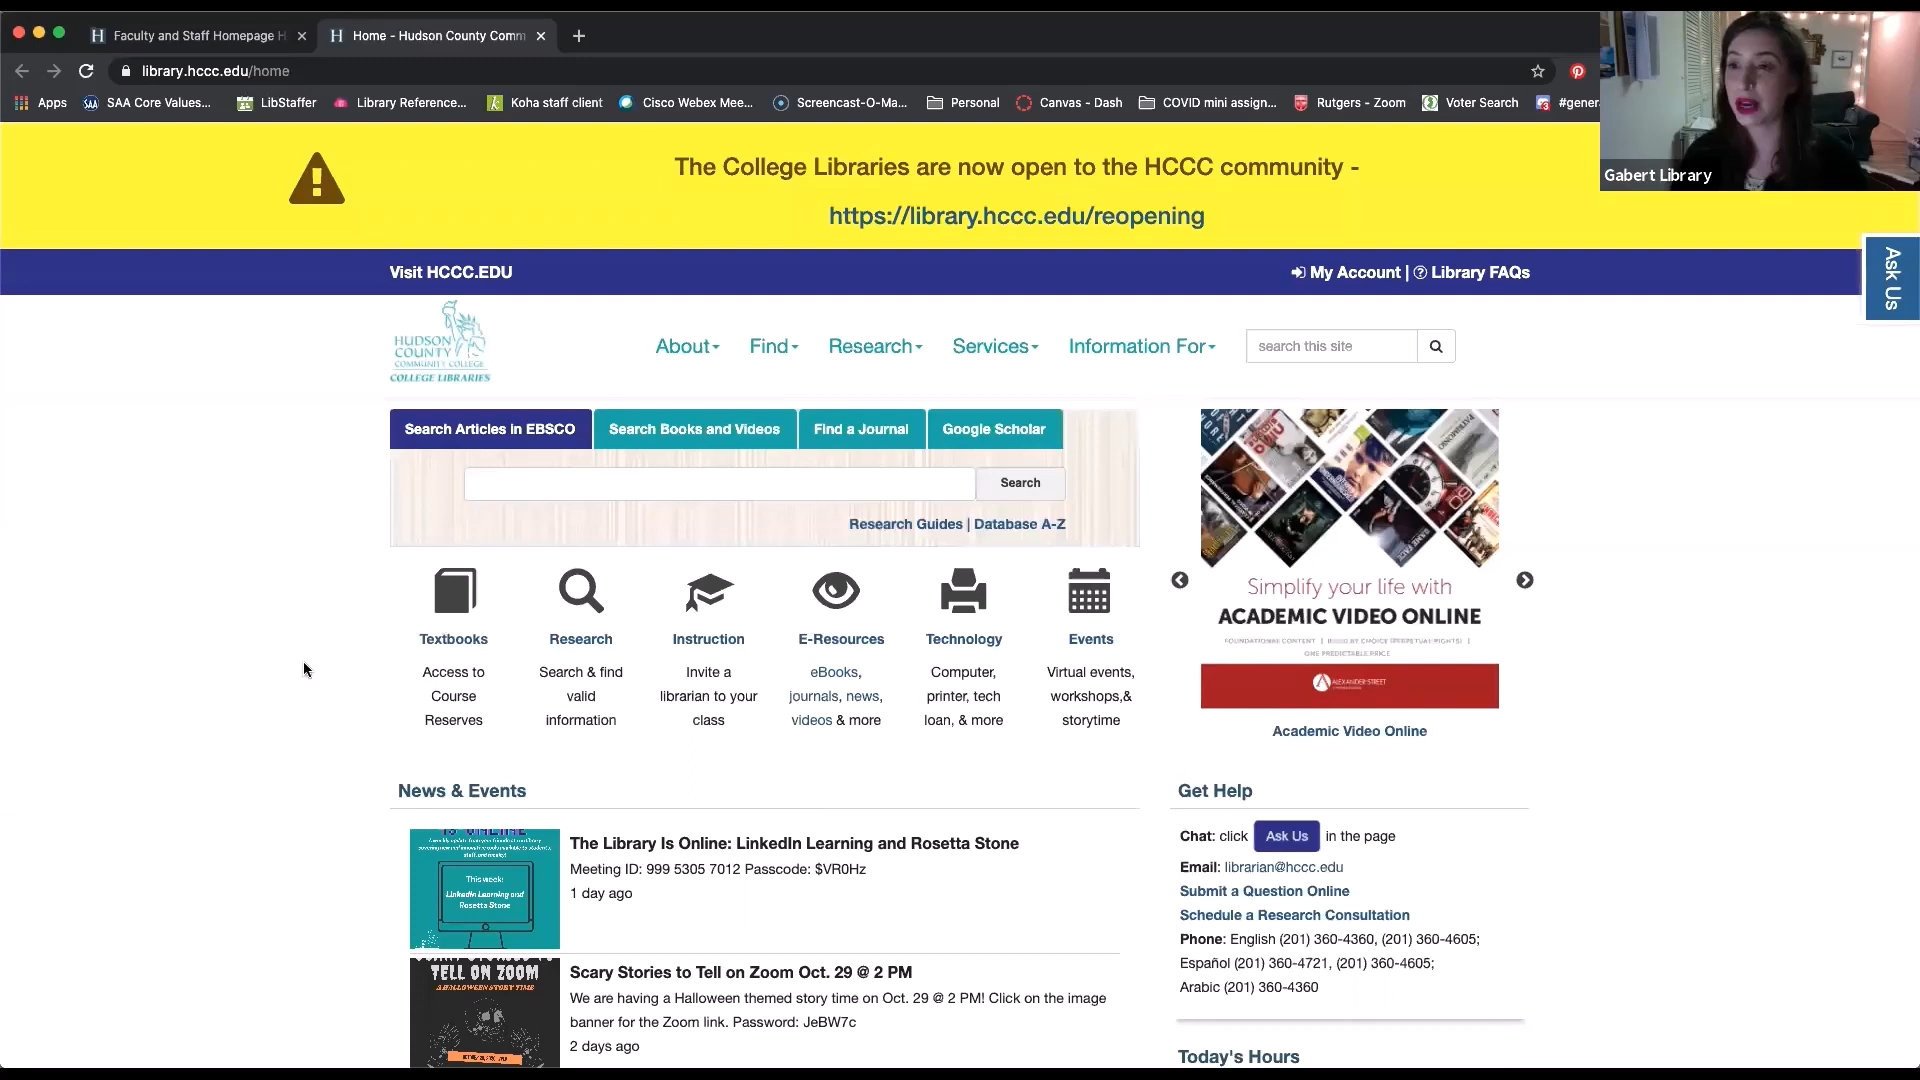 Faculty and Staff Homepage H
Home - Hudson County Comm
library.hccc.edu/home
Apps
SAA Core Values...
LibStaffer
Library Reference...
Koha staff client
Cisco Webex Mee...
Screencast-O-Ma...
Personal
Canvas - Dash
COVID mini assign...
Rutgers - Zoom
Voter Search
#gener
Gabert Library
The College Libraries are now open to the HCCC community -
https://library.hccc.edu/reopening
Ask Us
Visit HCCC.EDU
My Account | Library FAQs
HUDSON
COUNTY
COMMUNITY COLLEGE
COLLEGE LIBRARIES
About
Find
Research
Services
Information For
search this site
Search Articles in EBSCO
Search Books and Videos
Find a Journal
Google Scholar
Search
Research Guides | Database A-Z
Textbooks
Access to
Course
Reserves
Research
Search & find
valid
information
Instruction
Invite a
librarian to your
class
E-Resources
eBooks,
journals, news,
videos & more
Technology
Computer,
printer, tech
loan, & more
Events
Virtual events,
workshops,&
storytime
Simplify your life with
ACADEMIC VIDEO ONLINE
ONE PREDICTABLE PRICE
ALEXANDER STREET
Academic Video Online
News & Events
This week:
LinkedIn Learning and
Rosetta Stone
The Library Is Online: LinkedIn Learning and Rosetta Stone
Meeting ID: 999 5305 7012 Passcode: $VR0Hz
1 day ago
TELL ON ZOOM
A HALLOWEEN STORY TIME
Scary Stories to Tell on Zoom Oct. 29 @ 2 PM
We are having a Halloween themed story time on Oct. 29 @ 2 PM! Click on the image
banner for the Zoom link. Password: JeBW7c
2 days ago
Get Help
Chat: click Ask Us in the page
Email: librarian@hccc.edu
Submit a Question Online
Schedule a Research Consultation
Phone: English (201) 360-4360, (201) 360-4605;
Español (201) 360-4721, (201) 360-4605;
Arabic (201) 360-4360
Today's Hours